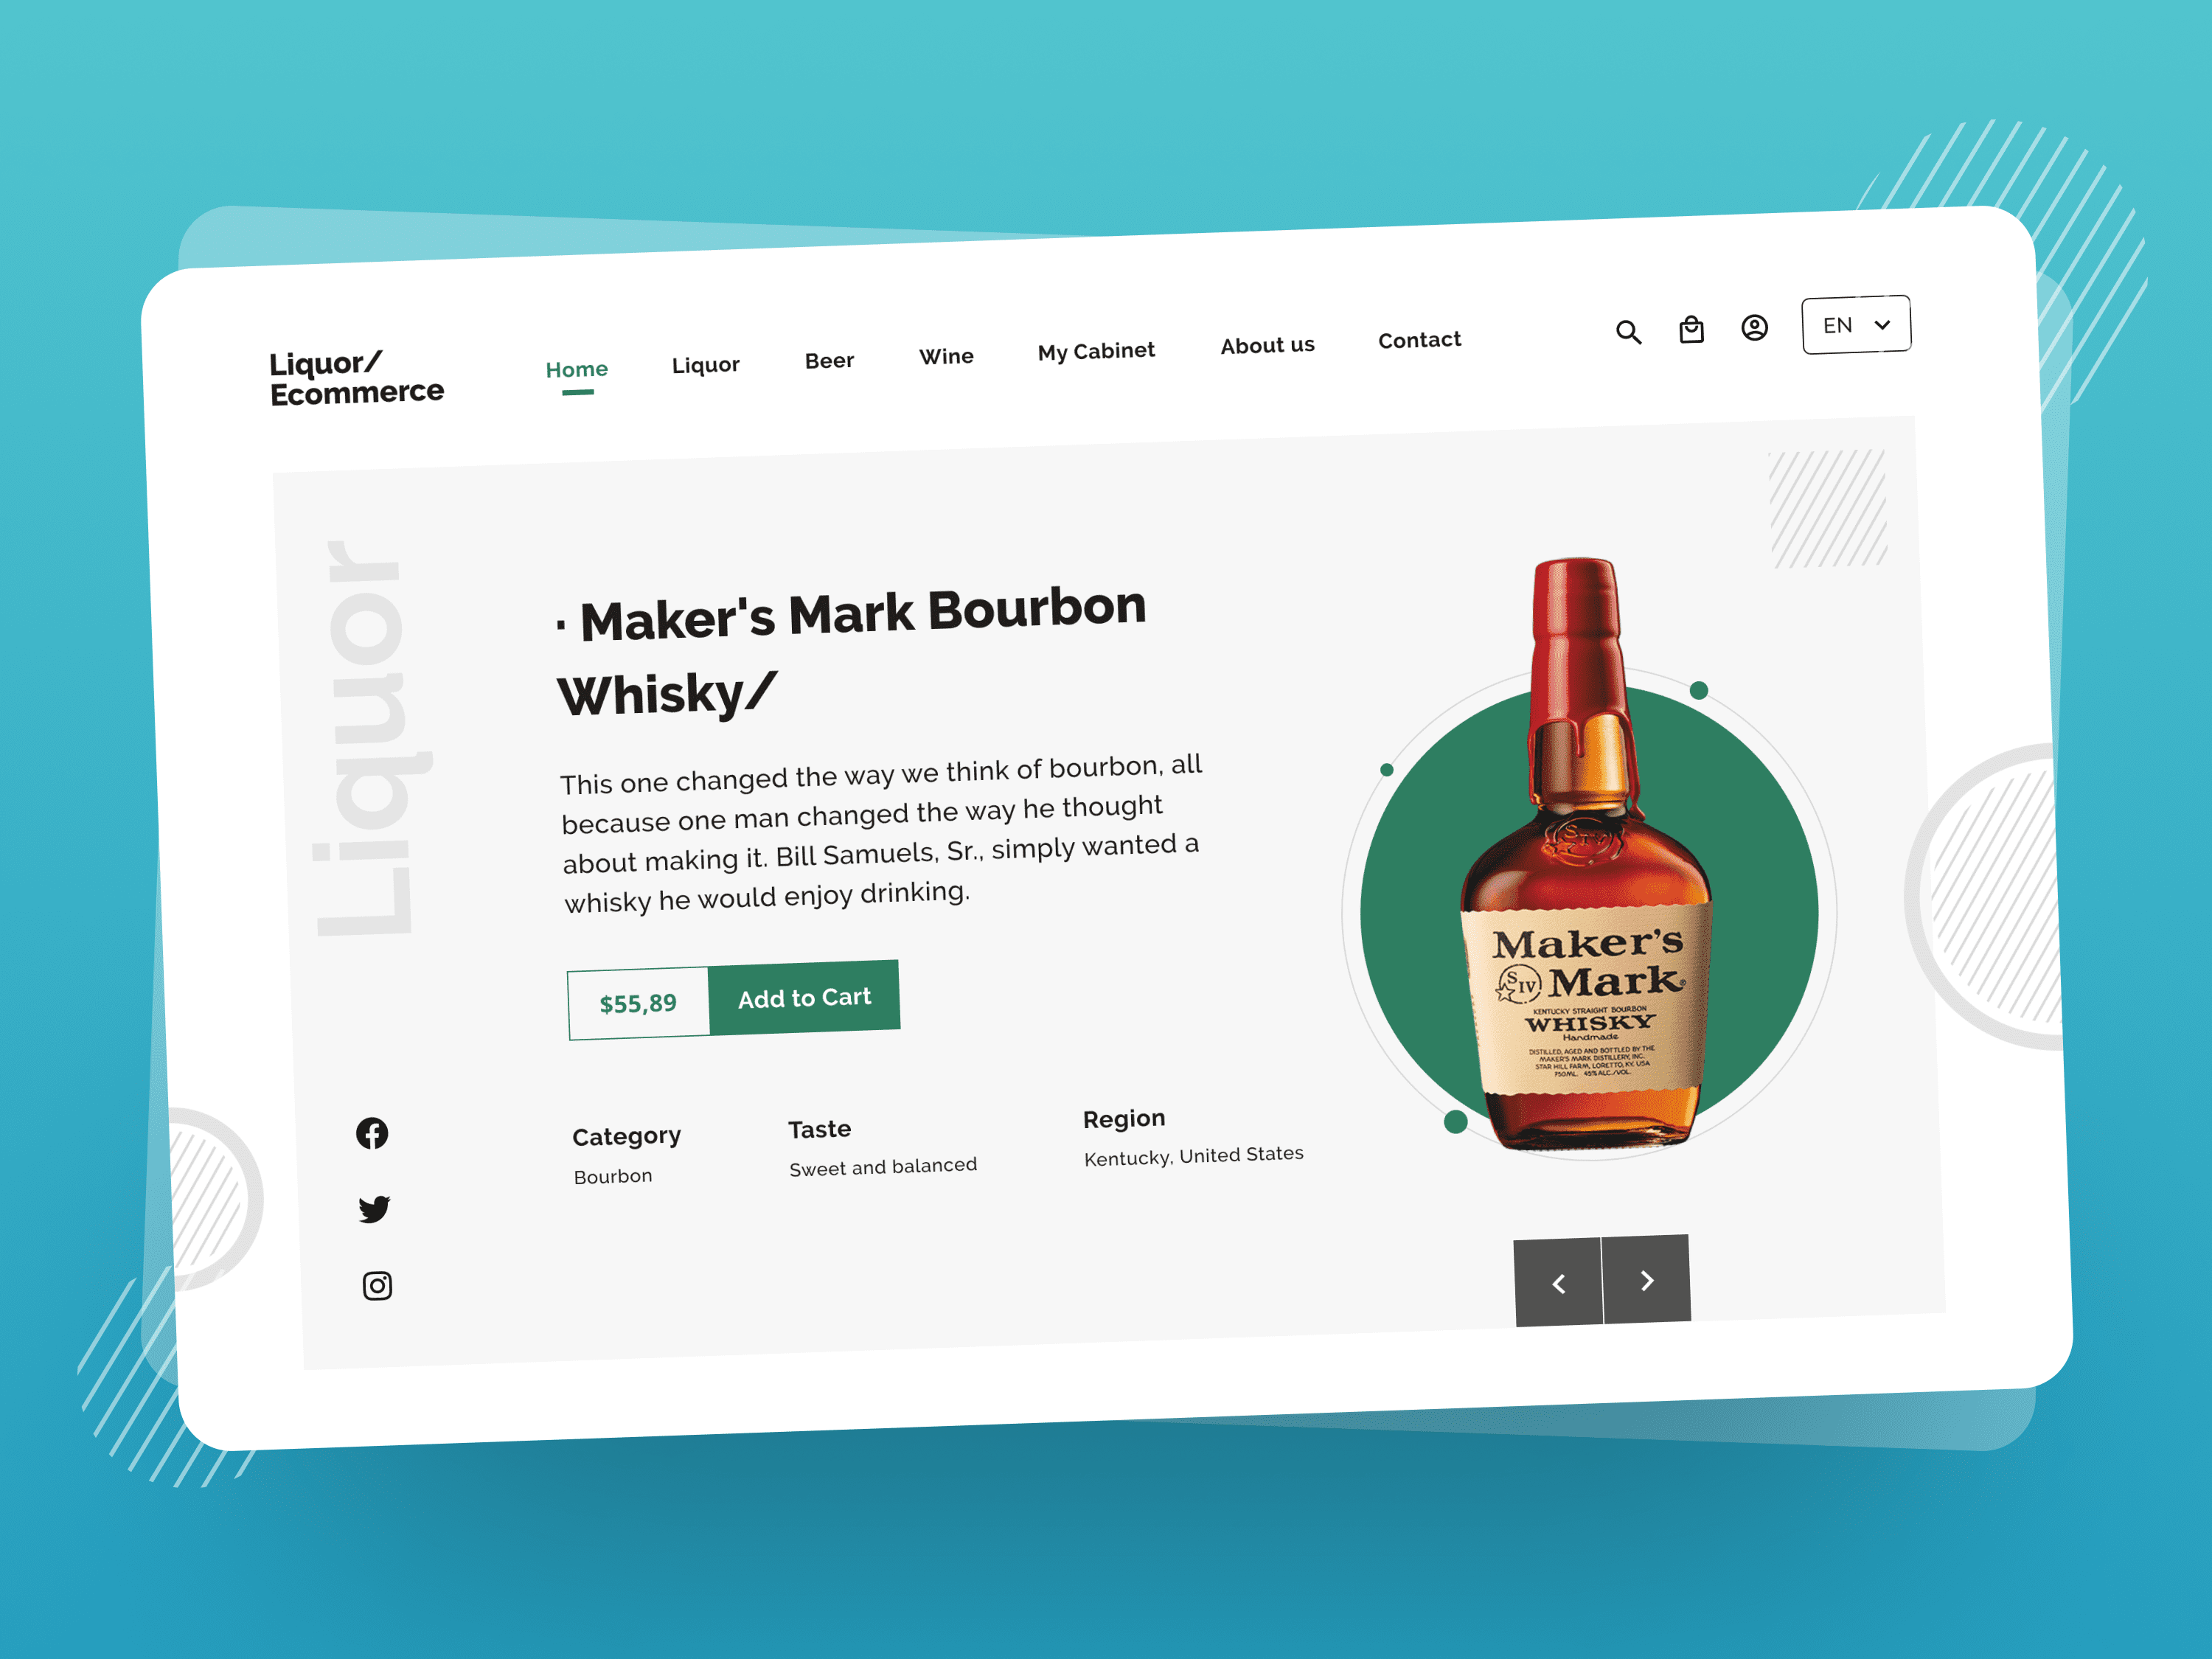 Liquor/
Ecommerce
Home
Liquor
Beer
Wine
My Cabinet
About us
Contact
EN
Liquor
· Maker's Mark Bourbon
Whisky/
This one changed the way we think of bourbon, all
because one man changed the way he thought
about making it. Bill Samuels, Sr., simply wanted a
whisky he would enjoy drinking.
$55,89
Add to Cart
Category
Bourbon
Taste
Sweet and balanced
Region
Kentucky, United States
S IV
Maker's
S IV Mark®
KENTUCKY STRAIGHT BOURBON
WHISKY
Handmade
DISTILLED, AGED AND BOTTLED BY THE
MAKER'S MARK DISTILLERY, INC.
STAR HILL FARM, LORETTO, KY. USA
750ML. 45% ALC./VOL.